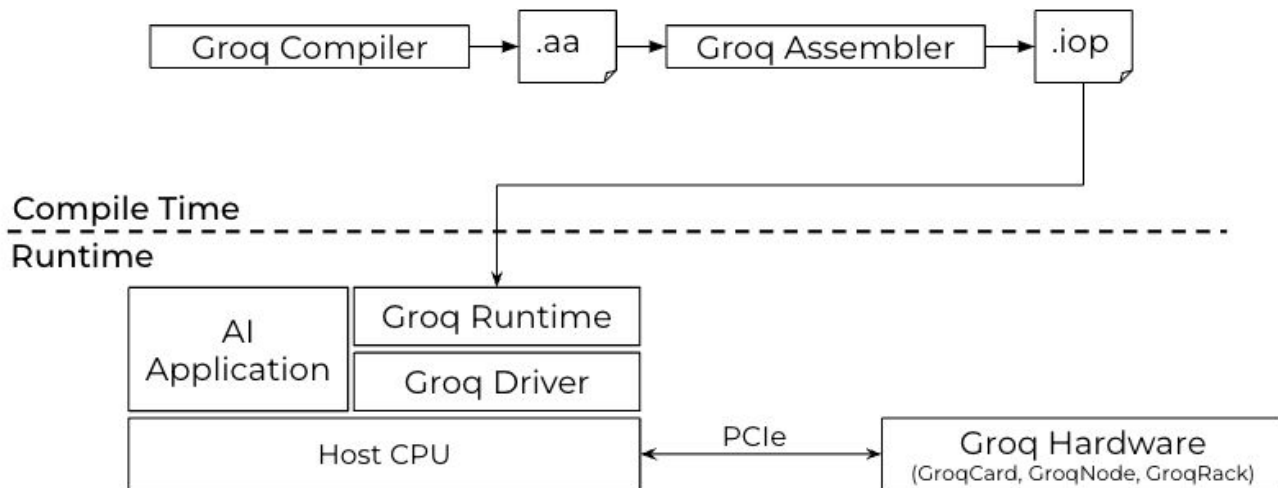 Groq Compiler
.aa
Groq Assembler
.iop
Compile Time
Runtime
AI
Application
Groq Runtime
Groq Driver
Host CPU
PCIe
Groq Hardware
(GroqCard, GroqNode, GroqRack)